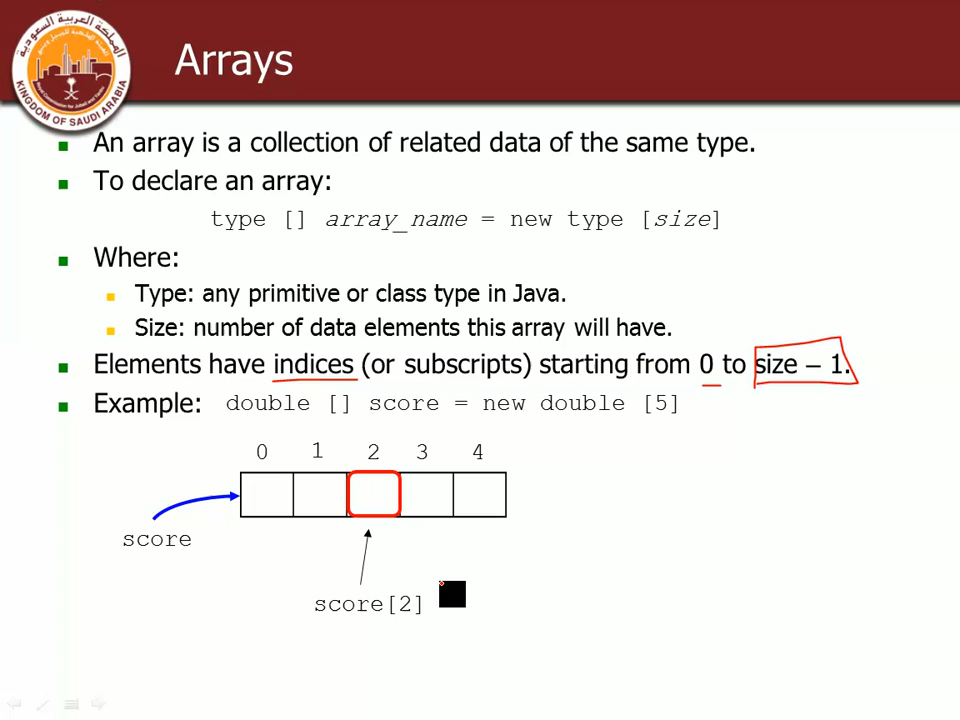 المملكة العربية السعودية
KINGDOM OF SAUDI ARABIA
Arrays
An array is a collection of related data of the same type.
To declare an array:
type [] array_name = new type [size]
Where:
Type: any primitive or class type in Java.
Size: number of data elements this array will have.
Elements have indices (or subscripts) starting from 0 to size – 1.
Example: double [] score = new double [5]
0 1 2 3 4
score
score[2]